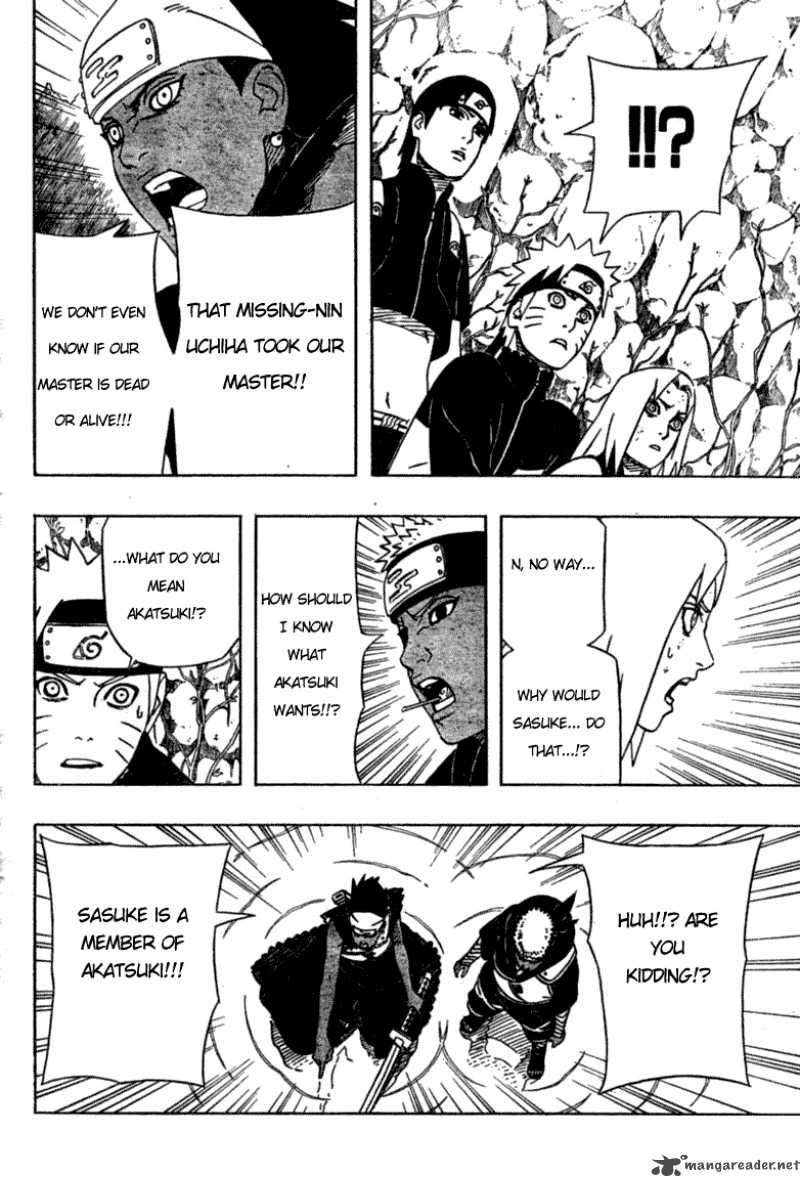 !!?
THAT MISSING-NIN
UCHIHA TOOK OUR
MASTER!!
WE DON'T EVEN
KNOW IF OUR
MASTER IS DEAD
OR ALIVE!!!
N, NO WAY...
WHY WOULD
SASUKE... DO
THAT...!?
HOW SHOULD
I KNOW
WHAT
AKATSUKI
WANTS!!?
...WHAT DO YOU
MEAN
AKATSUKI!?
HUH!!? ARE
YOU
KIDDING!?
SASUKE IS A
MEMBER OF
AKATSUKI!!!
mangareader.net